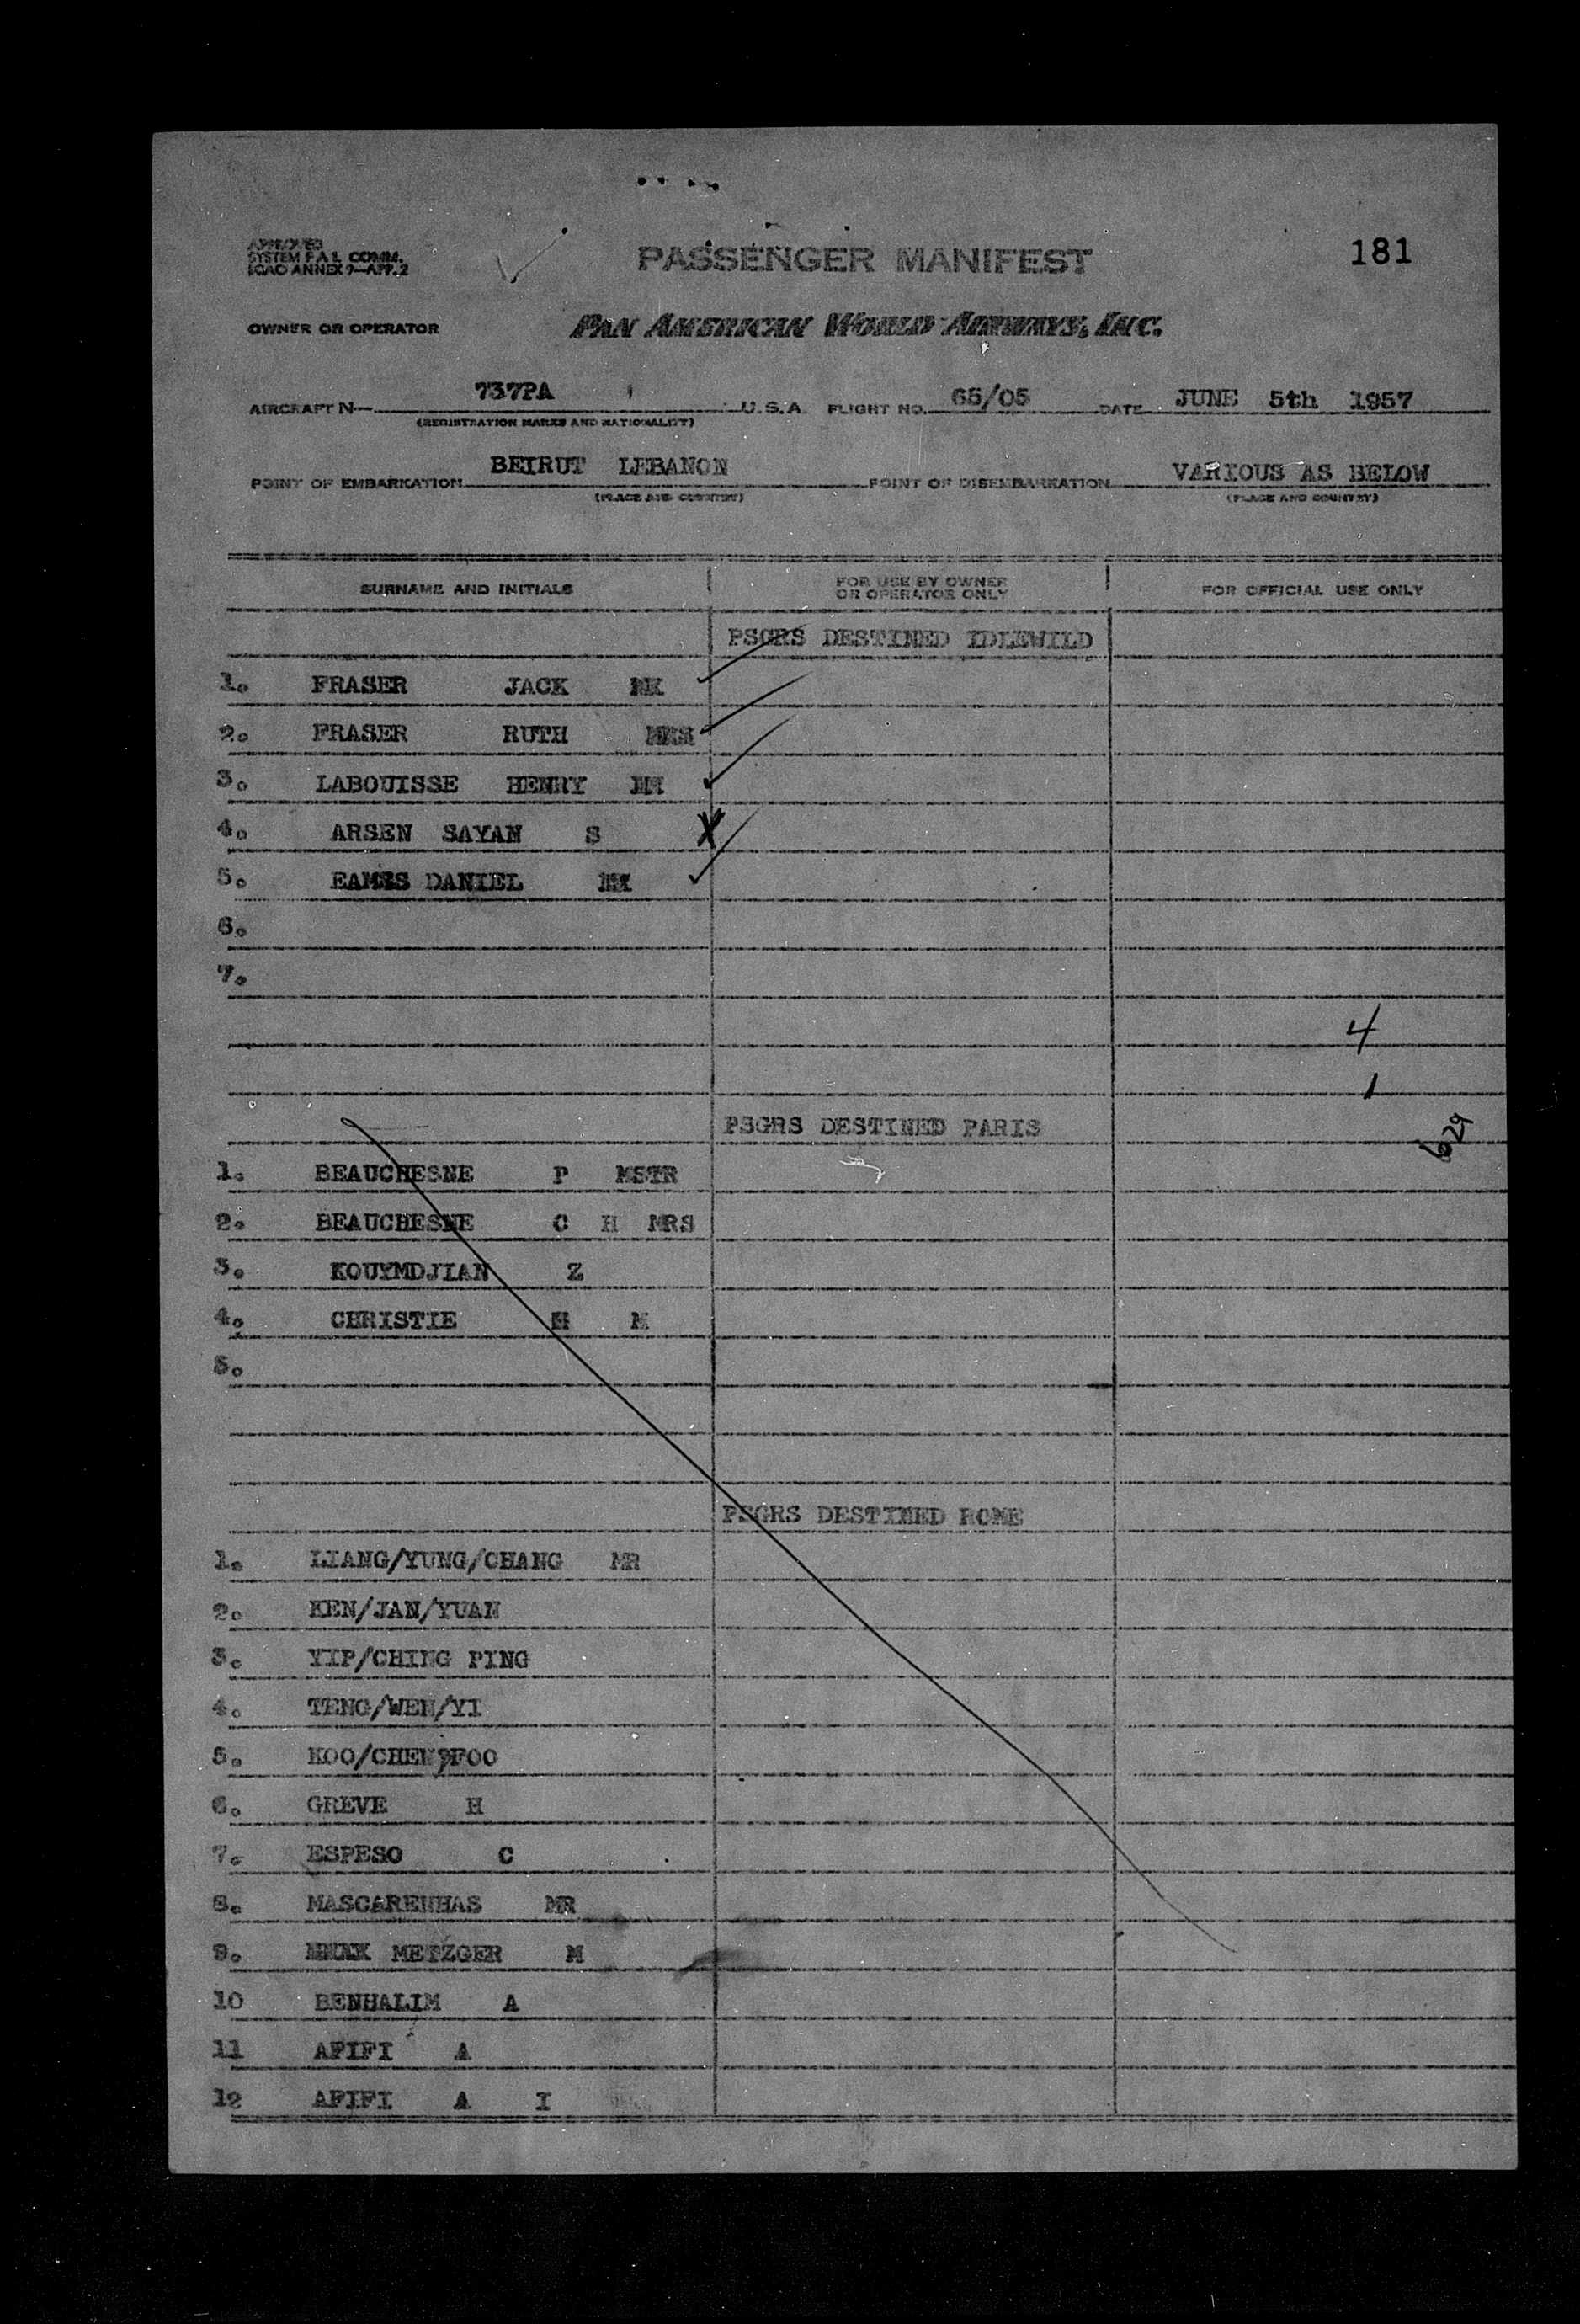 APPROVED
SYSTEM F A L COMM.
ICAO ANNEX 9—APP. 2
PASSENGER MANIFEST
181
OWNER OR OPERATOR
PAN AMERICAN WORLD AIRWAYS, INC.
AIRCRAFT N— 737PA U.S.A. FLIGHT NO. 65/05 DATE JUNE 5th 1957
(REGISTRATION MARKS AND NATIONALITY)
POINT OF EMBARKATION BEIRUT LEBANON POINT OF DISEMBARKATION VARIOUS AS BELOW
(PLACE AND COUNTRY) (PLACE AND COUNTRY)
SURNAME AND INITIALS FOR USE BY OWNER OR OPERATOR ONLY FOR OFFICIAL USE ONLY
PSGRS DESTINED IDLEWILD
1. FRASER JACK
2. FRASER RUTH MRS
3. LABOUISSE HENRY
4. ARSEN SAYAN S X
5. EAMES DANIEL
6.
7.
4
1
629
PSGRS DESTINED PARIS
1. BEAUCHESNE P MSTR
2. BEAUCHESNE C H MRS
3. KOUYMDJIAN Z
4. CHRISTIE H M
5.
PSGRS DESTINED ROME
1. LIANG/YUNG/CHANG MR
2. KEN/JAN/YUAN
3. YIP/CHING PING
4. TENG/WEN/YI
5. KOO/CHEN/FOO
6. GREVE H
7. ESPESO C
8. MASCARENHAS MR
9. METZGER M
10 BENHALIM A
11 AFIFI A
12 AFIFI A I